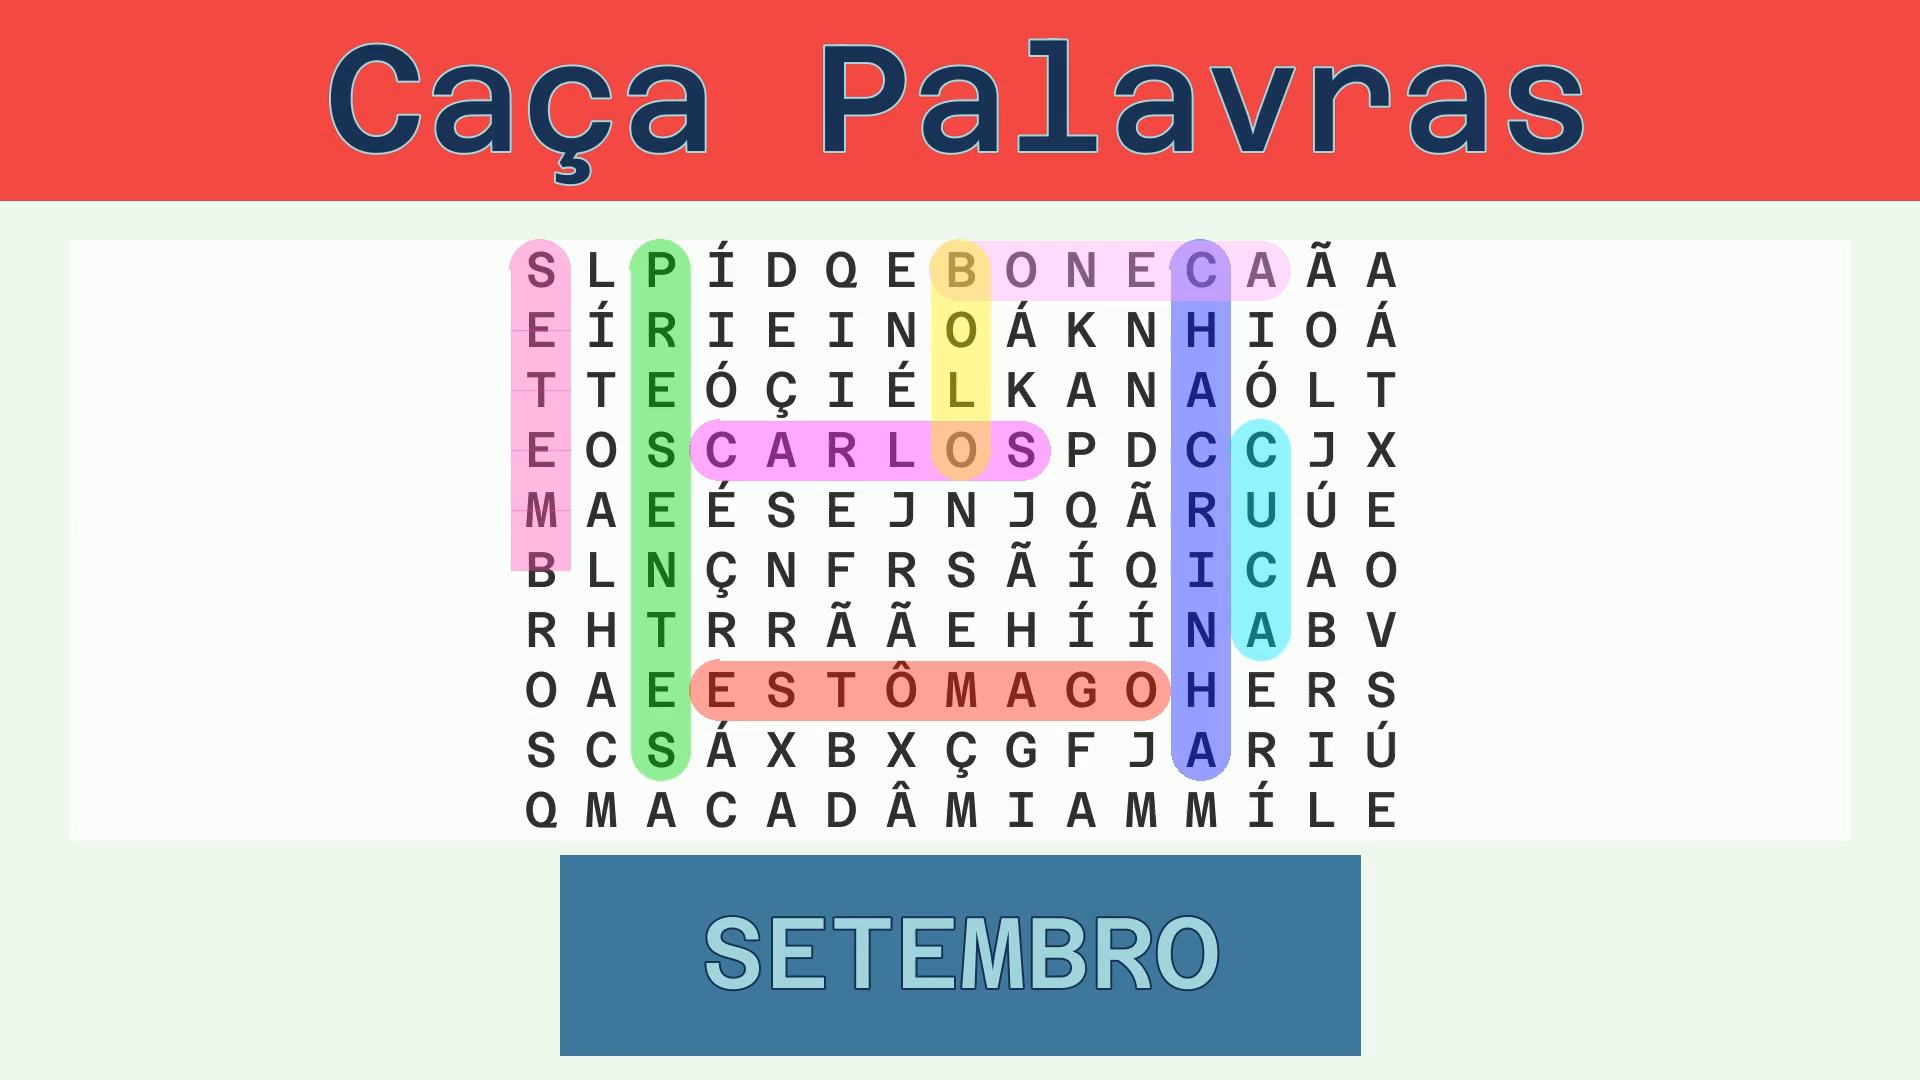 Caça Palavras
S L P Í D Q E B O N E C A Ã A
E Í R I E I N O Á K N H I O Á
T T E Ó Ç I É L K A N A Ó L T
E O S C A R L O S P D C C J X
M A E É S E J N J Q Ã R U Ú E
B L N Ç N F R S Ã Í Q I C A O
R H T R R Ã Ã E H Í Í N A B V
O A E E S T Ô M A G O H E R S
S C S Á X B X Ç G F J A R I Ú
Q M A C A D Â M I A M M Í L E
SETEMBRO